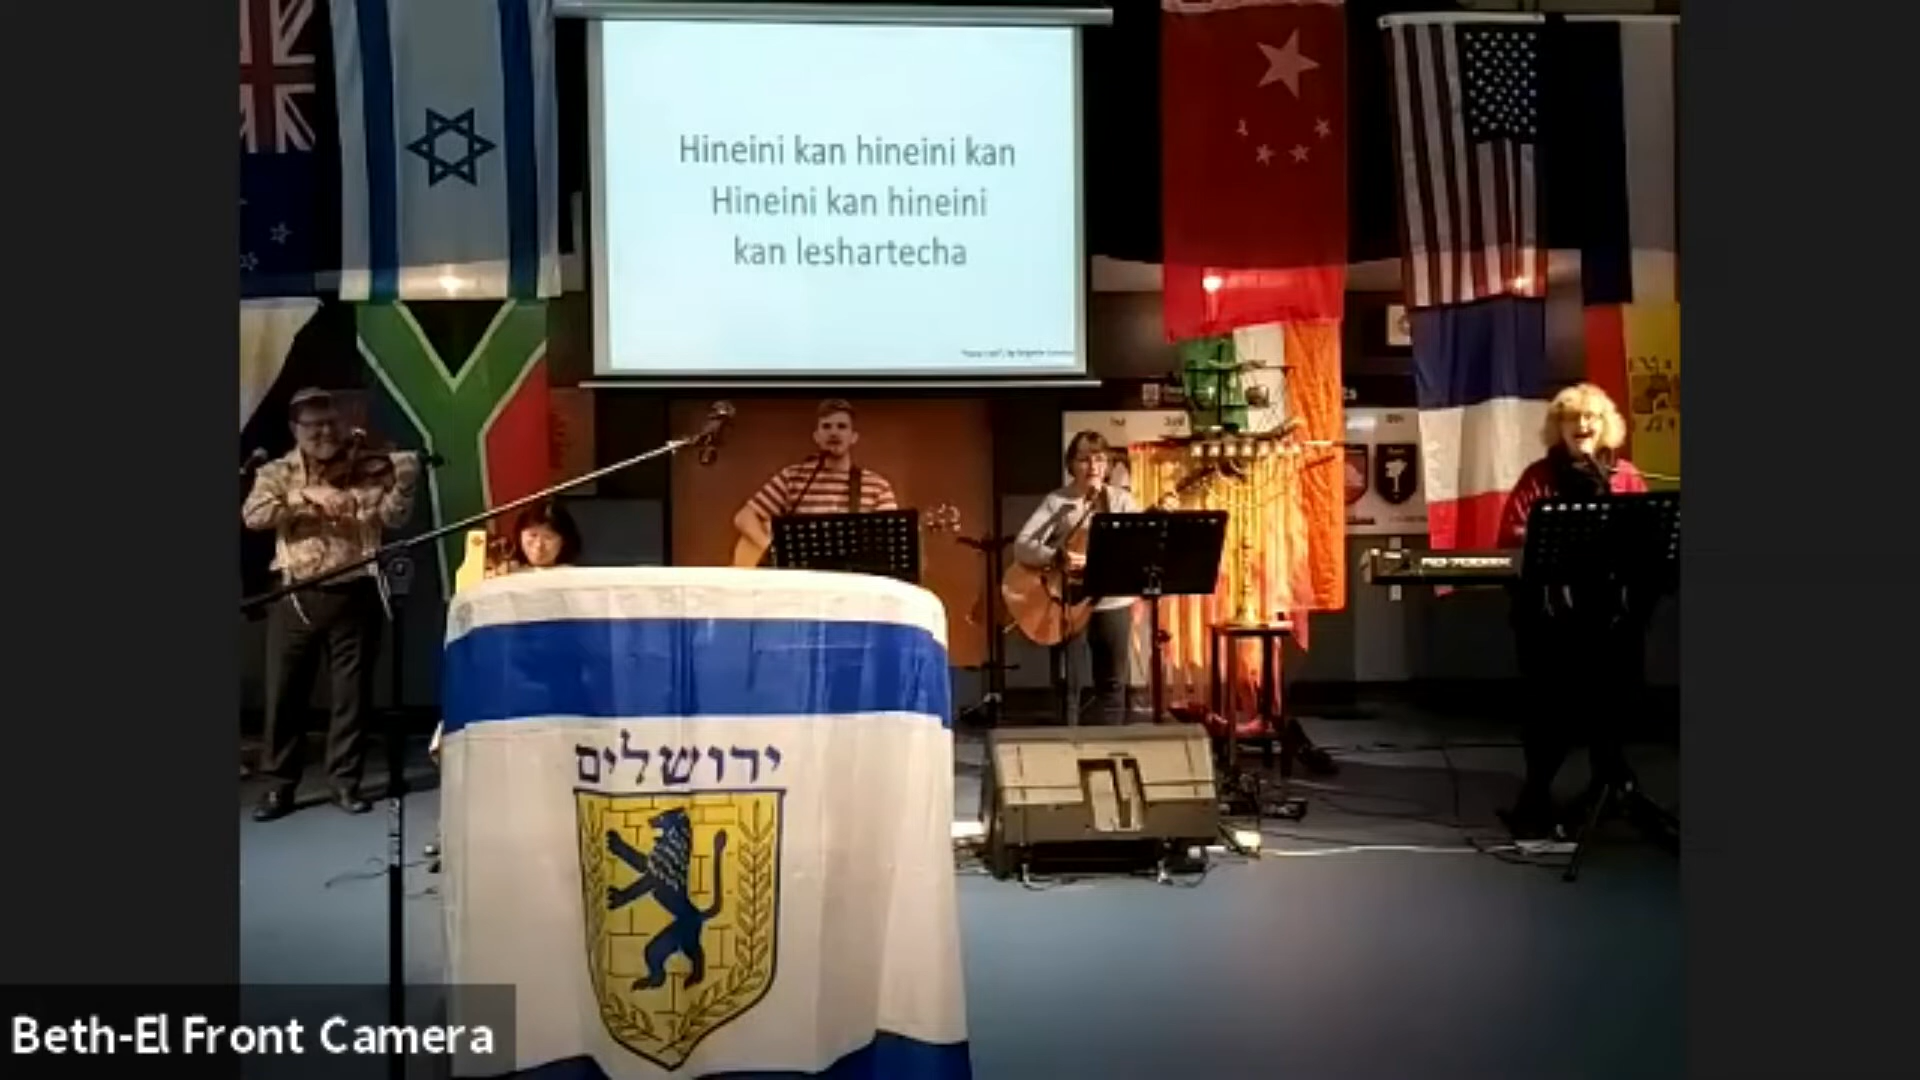 Hineini kan hineini kan
Hineini kan hineini
kan leshartecha
ירושלים
Beth-El Front Camera